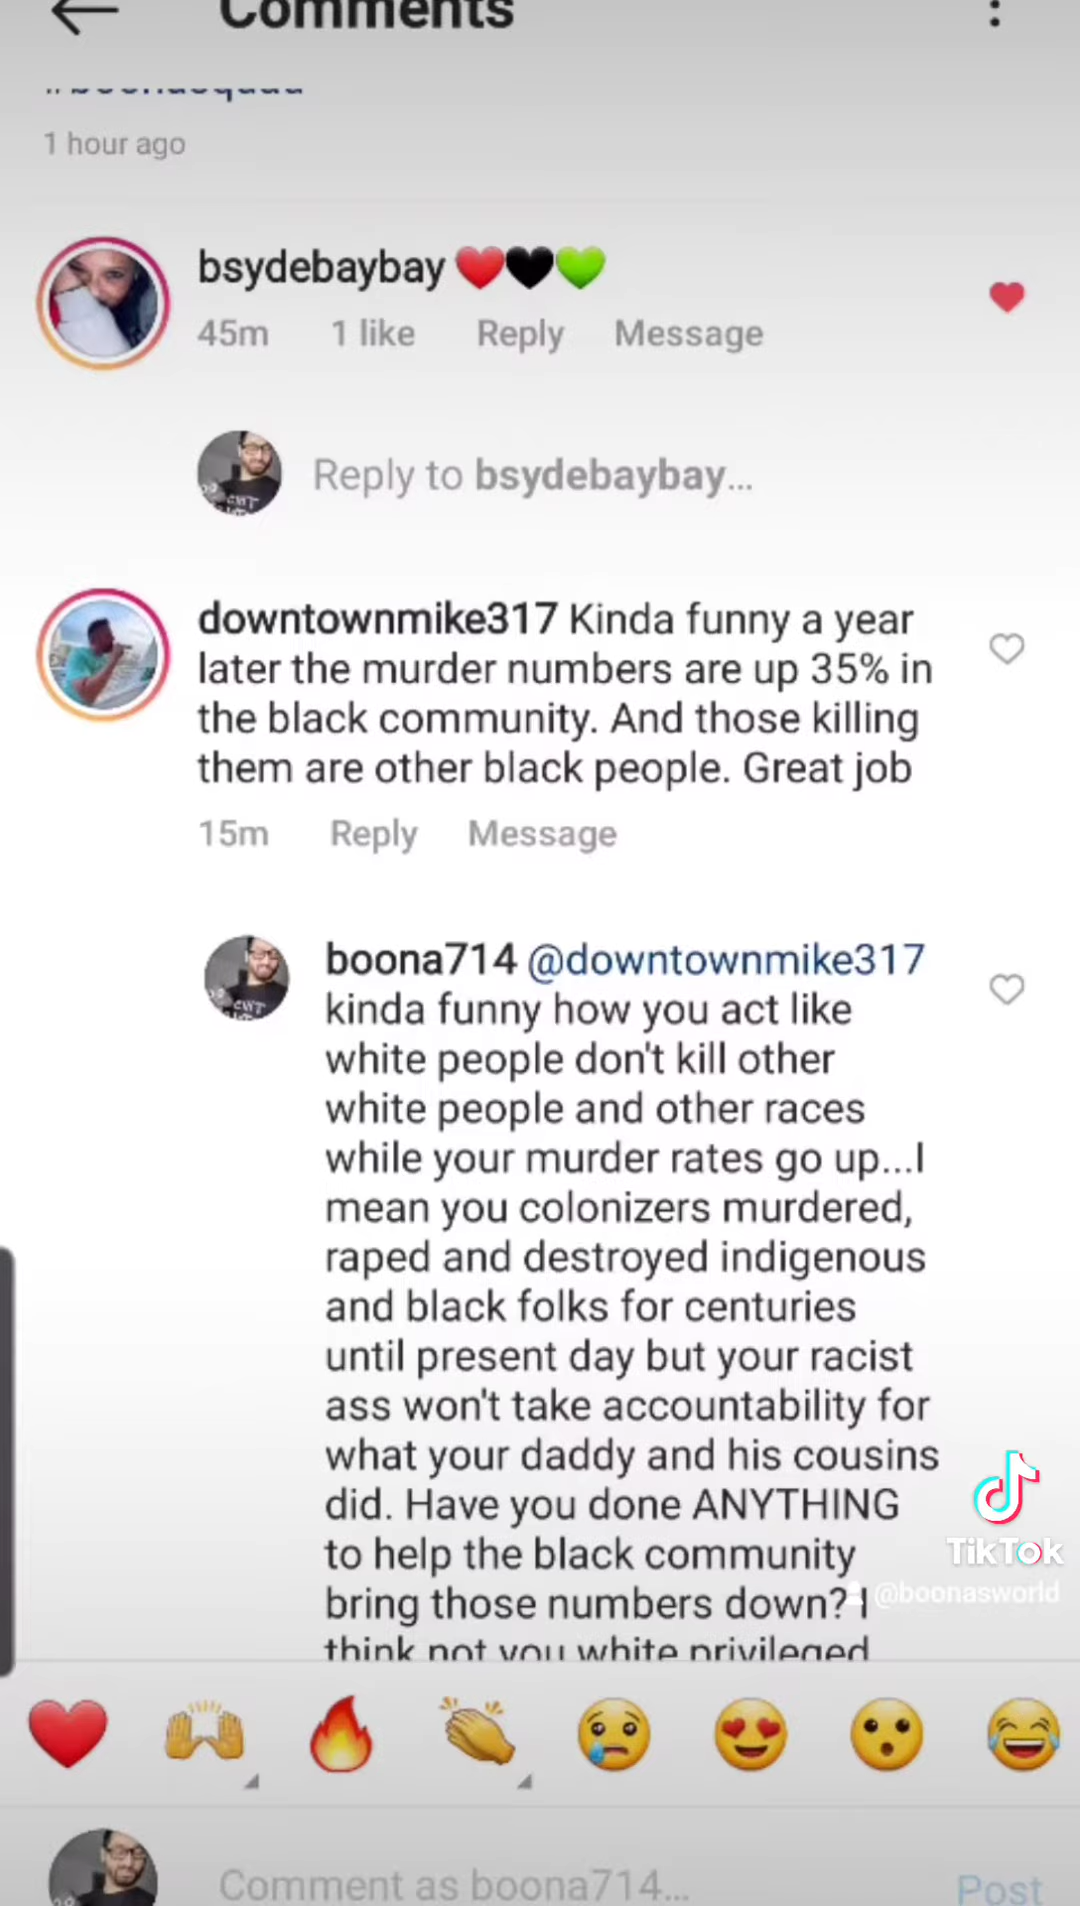 Comments
#boonasquad
1 hour ago
bsydebaybay ❤️🖤💚
45m 1 like Reply Message
Reply to bsydebaybay...
downtownmike317 Kinda funny a year
later the murder numbers are up 35% in
the black community. And those killing
them are other black people. Great job
15m Reply Message
boona714 @downtownmike317
kinda funny how you act like
white people don't kill other
white people and other races
while your murder rates go up...I
mean you colonizers murdered,
raped and destroyed indigenous
and black folks for centuries
until present day but your racist
ass won't take accountability for
what your daddy and his cousins
did. Have you done ANYTHING
to help the black community
bring those numbers down? I
think not you white privileged
TikTok
@boonasworld
Comment as boona714...
Post